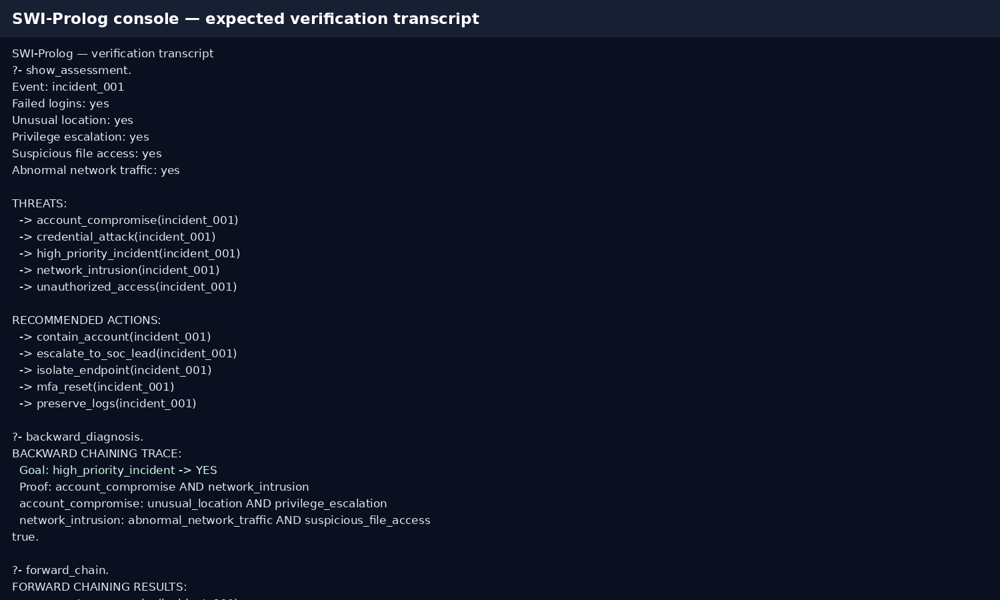 SWI-Prolog console — expected verification transcript
SWI-Prolog — verification transcript
?- show_assessment.
Event: incident_001
Failed logins: yes
Unusual location: yes
Privilege escalation: yes
Suspicious file access: yes
Abnormal network traffic: yes
THREATS:
-> account_compromise(incident_001)
-> credential_attack(incident_001)
-> high_priority_incident(incident_001)
-> network_intrusion(incident_001)
-> unauthorized_access(incident_001)
RECOMMENDED ACTIONS:
-> contain_account(incident_001)
-> escalate_to_soc_lead(incident_001)
-> isolate_endpoint(incident_001)
-> mfa_reset(incident_001)
-> preserve_logs(incident_001)
?- backward_diagnosis.
BACKWARD CHAINING TRACE:
Goal: high_priority_incident -> YES
Proof: account_compromise AND network_intrusion
account_compromise: unusual_location AND privilege_escalation
network_intrusion: abnormal_network_traffic AND suspicious_file_access
true.
?- forward_chain.
FORWARD CHAINING RESULTS: